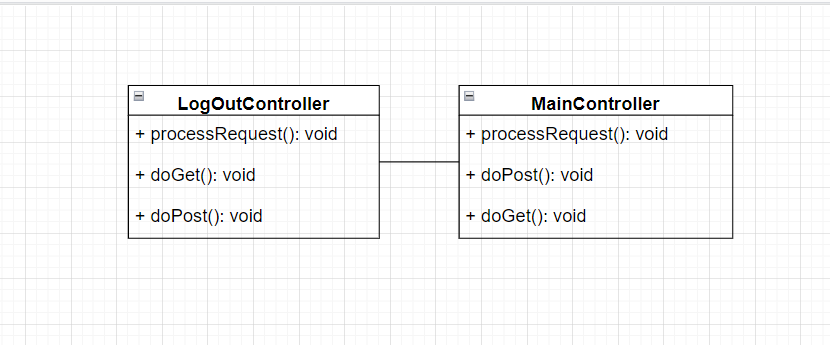 LogOutController
+ processRequest(): void
+ doGet(): void
+ doPost(): void
MainController
+ processRequest(): void
+ doPost(): void
+ doGet(): void